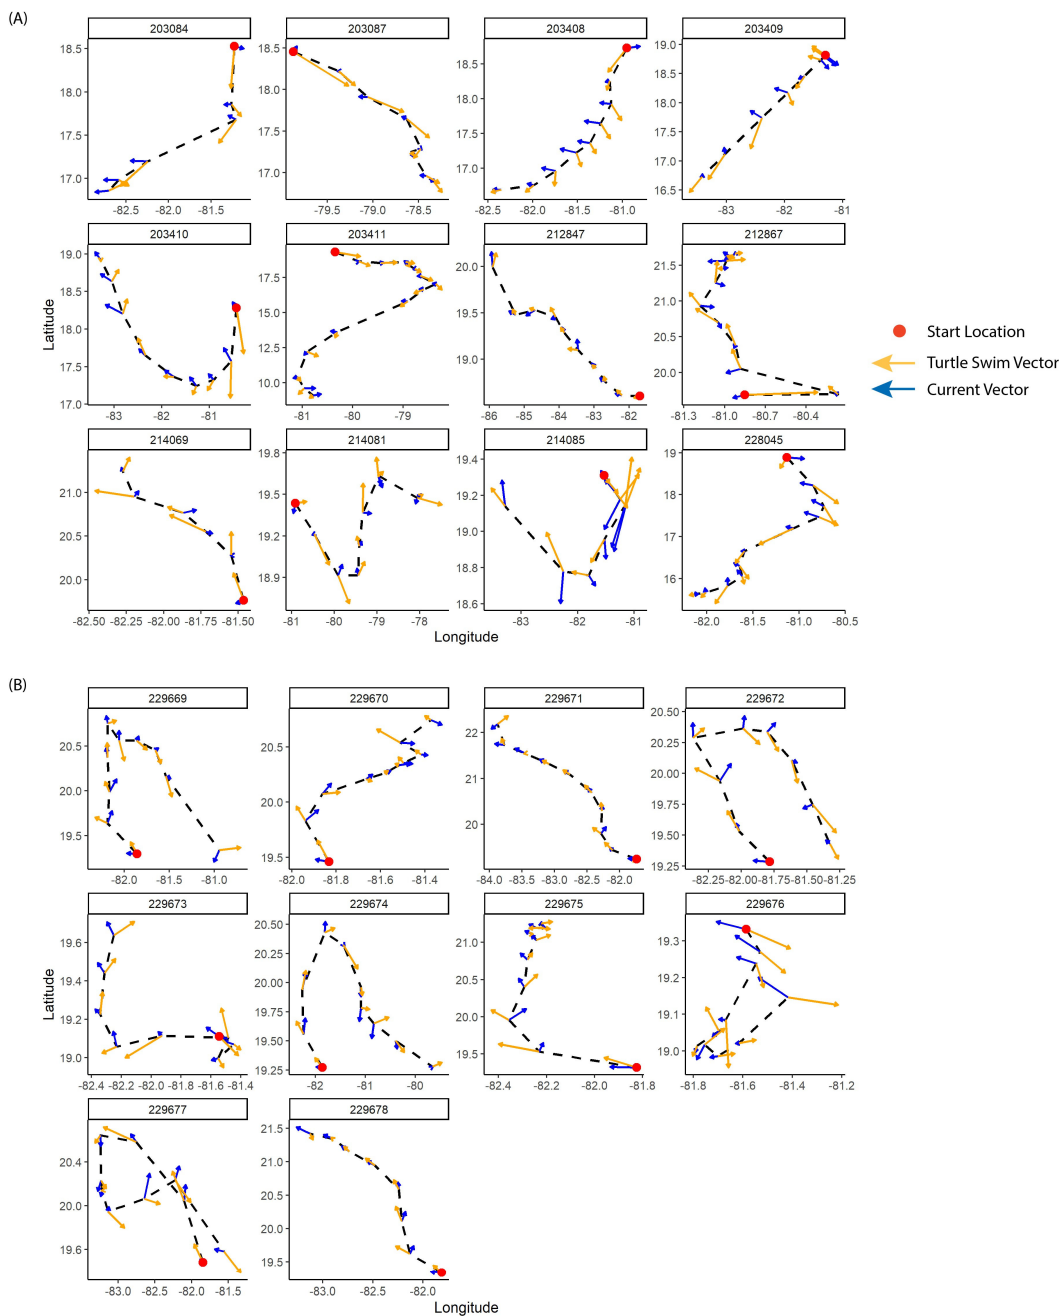 (A)
203084 203087 203408 203409
18.5 18.0 17.5 17.0
-82.5 -82.0 -81.5
18.5 18.0 17.5 17.0
-79.5 -79.0 -78.5
18.5 18.0 17.5 17.0
-82.5 -82.0 -81.5 -81.0
19.0 18.5 18.0 17.5 17.0 16.5
-83 -82 -81
203410 203411 212847 212867
19.0 18.5 18.0 17.5 17.0
-83 -82 -81
17.5 15.0 12.5 10.0
-81 -80 -79
20.0 19.5 19.0
-86 -85 -84 -83 -82
21.5 21.0 20.5 20.0
-81.3 -81.0 -80.8 -80.5
Latitude
Start Location
Turtle Swim Vector
Current Vector
214069 214081 214085 228045
21.0 20.5 20.0
-82.50 -82.25 -82.00 -81.75 -81.50
19.8 19.5 19.2 18.9
-81 -80 -79 -78
19.4 19.2 19.0 18.8 18.6
-83 -82 -81
19 18 17 16
-82.0 -81.5 -81.0 -80.5
Longitude
(B)
229669 229670 229671 229672
20.5 20.0 19.5
-82.0 -81.5 -81.0
20.5 20.0 19.5
-82.0 -81.8 -81.6 -81.4
22 21 20
-84.0 -83.5 -83.0 -82.5 -82.0
20.50 20.25 20.00 19.75 19.50 19.25
-82.25 -82.00 -81.75 -81.50 -81.25
229673 229674 229675 229676
19.6 19.4 19.2 19.0
-82.4 -82.2 -82.0 -81.8 -81.6 -81.4
20.50 20.25 20.00 19.75 19.50 19.25
-82 -81 -80
21.0 20.5 20.0 19.5
-82.4 -82.2 -82.0 -81.8
19.3 19.2 19.1 19.0
-81.8 -81.6 -81.4 -81.2
Latitude
229677 229678
20.4 20.0 19.6
-83.0 -82.5 -82.0 -81.5
21.5 21.0 20.5 20.0 19.5
-83.0 -82.5 -82.0
Longitude